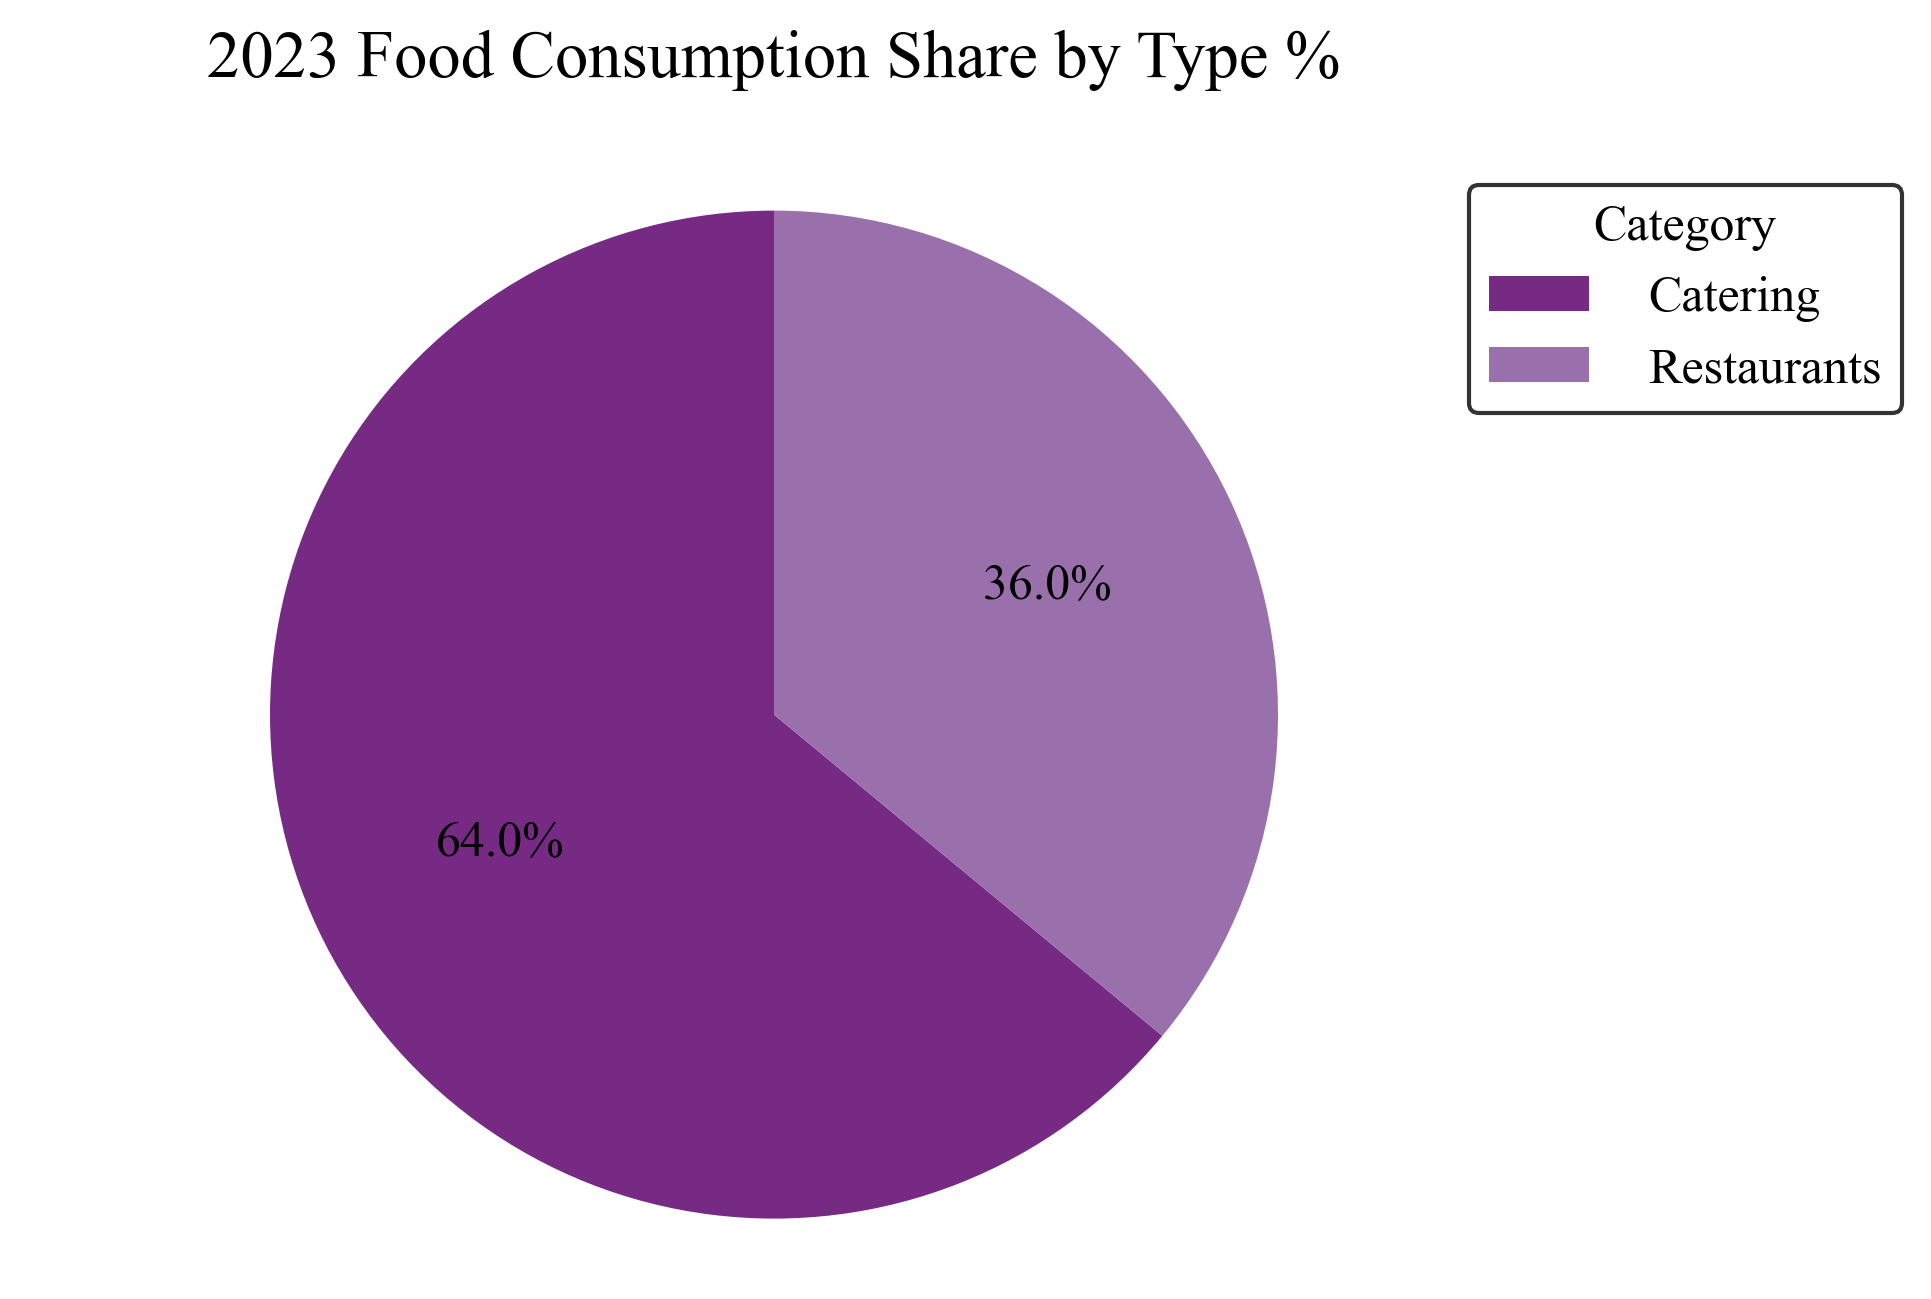 2023 Food Consumption Share by Type %
Category
Catering
Restaurants
36.0%
64.0%